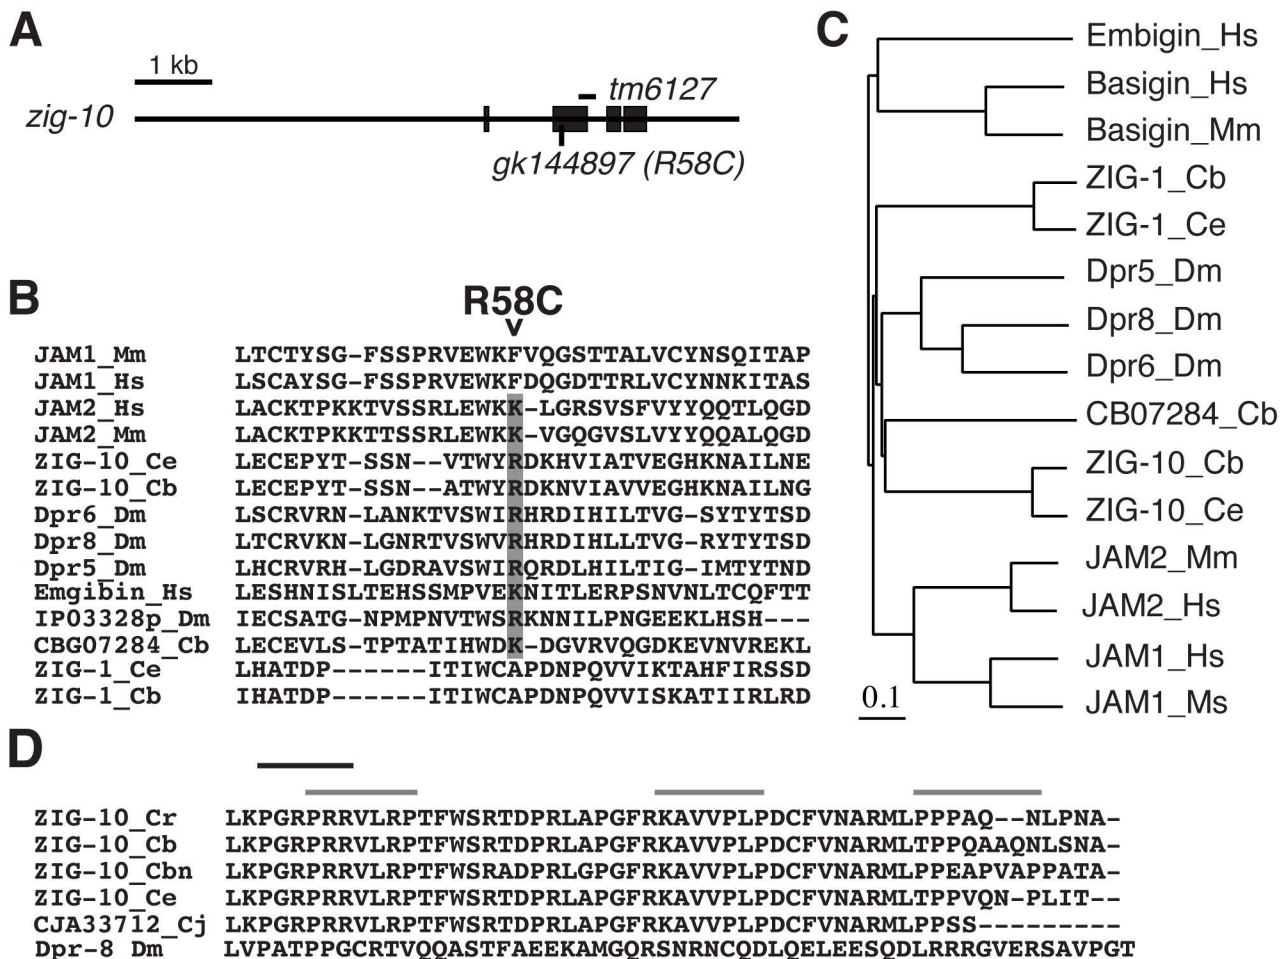 A
1 kb
zig-10
tm6127
gk144897 (R58C)
B
R58C
JAM1_Mm LTCTYSG-FSSPRVEWKFVQGSTTALVCYNSQITAP
JAM1_Hs LSCAYSG-FSSPRVEWKFDQGDTTRLVCYNNKITAS
JAM2_Hs LACKTPKKTVSSRLEWKK-LGRSVSFVYYQQTLQGD
JAM2_Mm LACKTPKKTTSSRLEWKK-VGQGVSLVYYQQALQGD
ZIG-10_Ce LECEPYT-SSN--VTWYRDKHVIATVEGHKNAILNE
ZIG-10_Cb LECEPYT-SSN--ATWYRDKNVIAVVEGHKNAILNG
Dpr6_Dm LSCRVRN-LANKTVSWIRHRDIHILTVG-SYTYTSD
Dpr8_Dm LTCRVKN-LGNRTVSWVRHRDIHLLTVG-RYTYTSD
Dpr5_Dm LHCRVRH-LGDRAVSWIRQRDLHILTIG-IMTYTND
Emgibin_Hs LESHNISLTEHSSMPVEKNITLERPSNVNLTCQFTT
IP03328p_Dm IECSATG-NPMPNVTWSRKNNILPNGEEKLHSH---
CBG07284_Cb LECEVLS-TPTATIHWDK-DGVRVQGDKEVNVREKL
ZIG-1_Ce LHATDP------ITIWCAPDNPQVVIKTAHFIRSSD
ZIG-1_Cb IHATDP------ITIWCAPDNPQVVISKATIIRLRD
C
Embigin_Hs
Basigin_Hs
Basigin_Mm
ZIG-1_Cb
ZIG-1_Ce
Dpr5_Dm
Dpr8_Dm
Dpr6_Dm
CB07284_Cb
ZIG-10_Cb
ZIG-10_Ce
JAM2_Mm
JAM2_Hs
JAM1_Hs
JAM1_Ms
0.1
D
ZIG-10_Cr LKPGRPRRVLRPTFWSRTDPRLAPGFRKAVVPLPDCFVNARMLPPPAQ--NLPNA-
ZIG-10_Cb LKPGRPRRVLRPTFWSRTDPRLAPGFRKAVVPLPDCFVNARMLTPPQAAQNLSNA-
ZIG-10_Cbn LKPGRPRRVLRPTFWSRADPRLGPGFRKAVVPLPDCFVNARMLPPEAPVAPPATA-
ZIG-10_Ce LKPGRPRRVLRPTFWSRTDPRLAPGFRKAVVPLPDCFVNARMLTPPVQN-PLIT--
CJA33712_Cj LKPGRPRRVLRPTFWSRTDPRLAPGFRKAVVPLPDCFVNARMLPPSS---------
Dpr-8_Dm LVPATPPGCRTVQQASTFAEEKAMGQRSNRNCQDLQELEESQDLRRRGVERSAVPGT